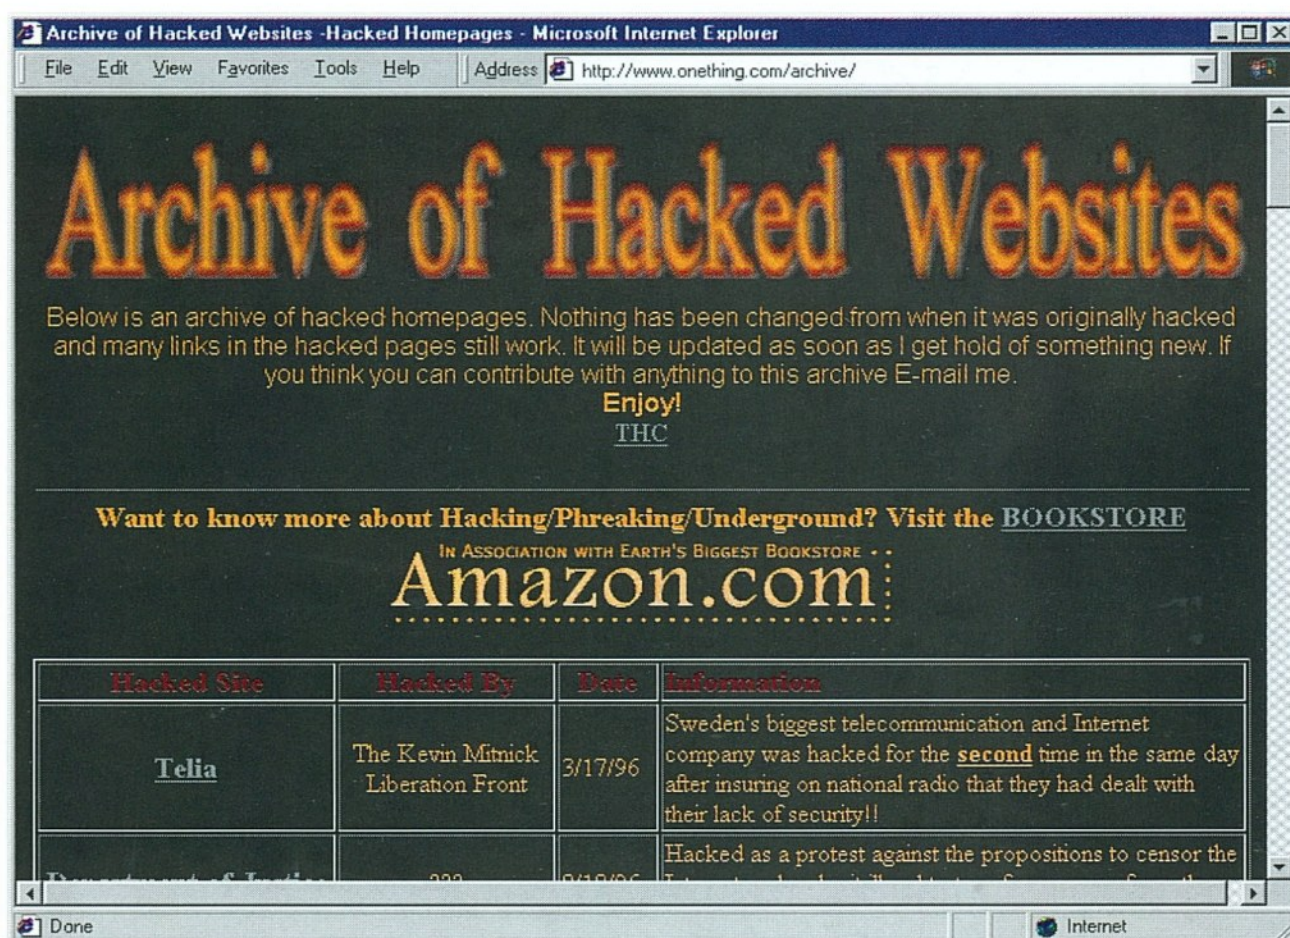 Archive of Hacked Websites -Hacked Homepages - Microsoft Internet Explorer
File Edit View Favorites Tools Help Address http://www.onething.com/archive/
Archive of Hacked Websites
Below is an archive of hacked homepages. Nothing has been changed from when it was originally hacked
and many links in the hacked pages still work. It will be updated as soon as I get hold of something new. If
you think you can contribute with anything to this archive E-mail me.
Enjoy!
THC
Want to know more about Hacking/Phreaking/Underground? Visit the BOOKSTORE
IN ASSOCIATION WITH EARTH'S BIGGEST BOOKSTORE
Amazon.com
Hacked Site Hacked By Date Information
Telia
The Kevin Mitnick
Liberation Front
3/17/96
Sweden's biggest telecommunication and Internet
company was hacked for the second time in the same day
after insuring on national radio that they had dealt with
their lack of security!!
Department of Justice
???
Hacked as a protest against the propositions to censor the
Done Internet